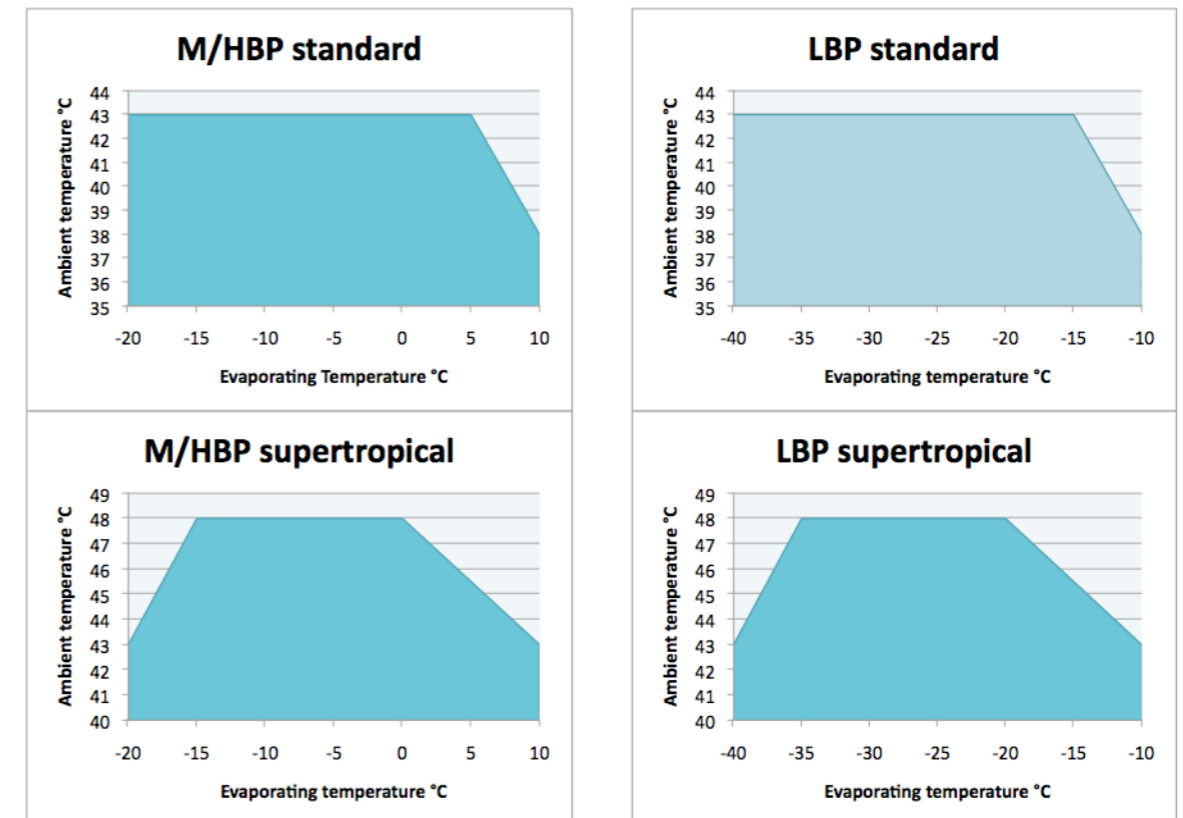 M/HBP standard
Ambient temperature °C
44
43
42
41
40
39
38
37
36
35
-20 -15 -10 -5 0 5 10
Evaporating Temperature °C
LBP standard
Ambient temperature °C
44
43
42
41
40
39
38
37
36
35
-40 -35 -30 -25 -20 -15 -10
Evaporating temperature °C
M/HBP supertropical
Ambient temperature °C
49
48
47
46
45
44
43
42
41
40
-20 -15 -10 -5 0 5 10
Evaporating temperature °C
LBP supertropical
Ambient temperature °C
49
48
47
46
45
44
43
42
41
40
-40 -35 -30 -25 -20 -15 -10
Evaporating temperature °C